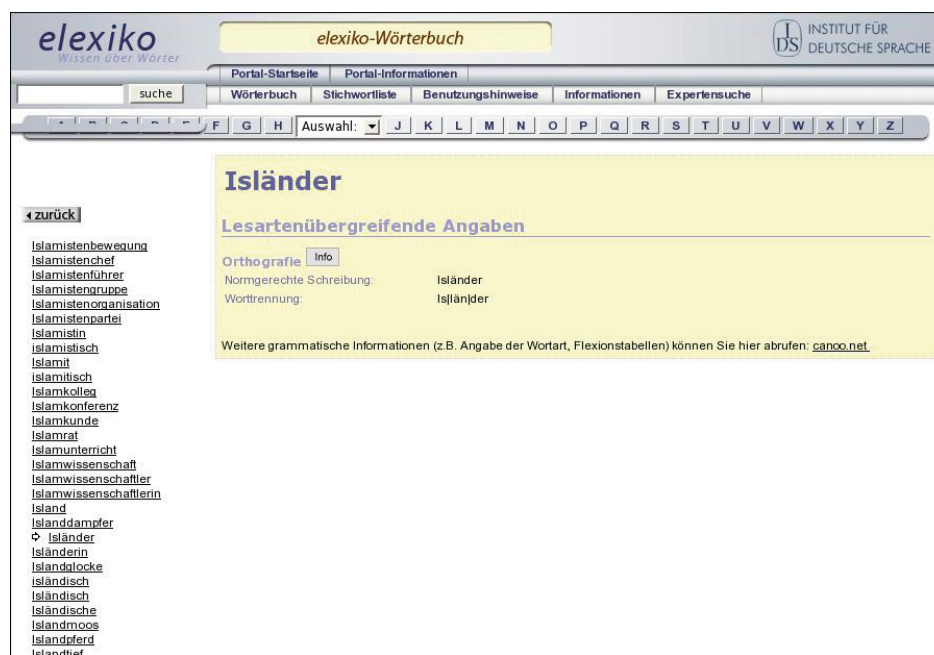 elexiko
Wissen über Wörter
elexiko-Wörterbuch
IDS
INSTITUT FÜR
DEUTSCHE SPRACHE
Portal-Startseite Portal-Informationen
suche
Wörterbuch Stichwortliste Benutzungshinweise Informationen Expertensuche
F G H Auswahl: J K L M N O P Q R S T U V W X Y Z
zurück
Islamistenbewegung
Islamistenchef
Islamistenführer
Islamistengruppe
Islamistenorganisation
Islamistenpartei
Islamistin
islamistisch
Islamit
islamitisch
Islamkolleg
Islamkonferenz
Islamkunde
Islamrat
Islamunterricht
Islamwissenschaft
Islamwissenschaftler
Islamwissenschaftlerin
Island
Islanddampfer
Isländer
Isländerin
Islandglocke
isländisch
Isländisch
Isländische
Islandmoos
Islandpferd
Islandtief
Isländer
Lesartenübergreifende Angaben
Orthografie Info
Normgerechte Schreibung: Isländer
Worttrennung: Is|län|der
Weitere grammatische Informationen (z.B. Angabe der Wortart, Flexionstabellen) können Sie hier abrufen: canoo.net